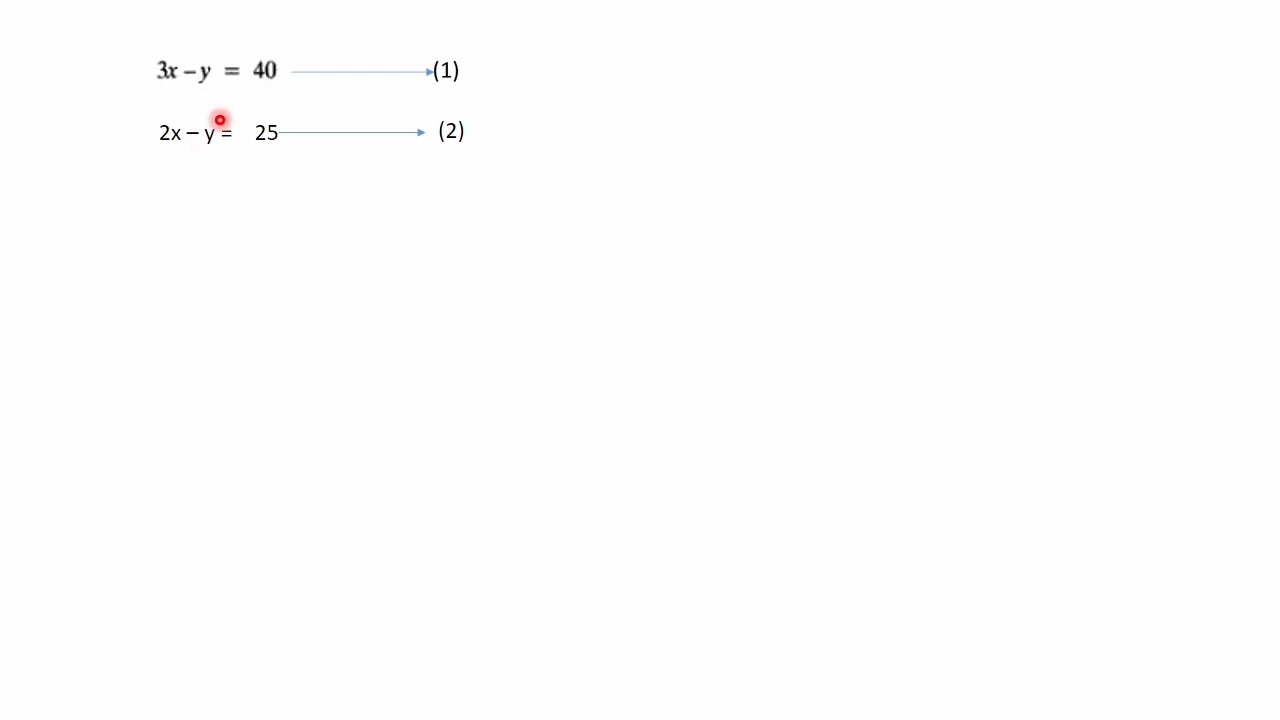 3x – y = 40 (1)
2x – y = 25 (2)